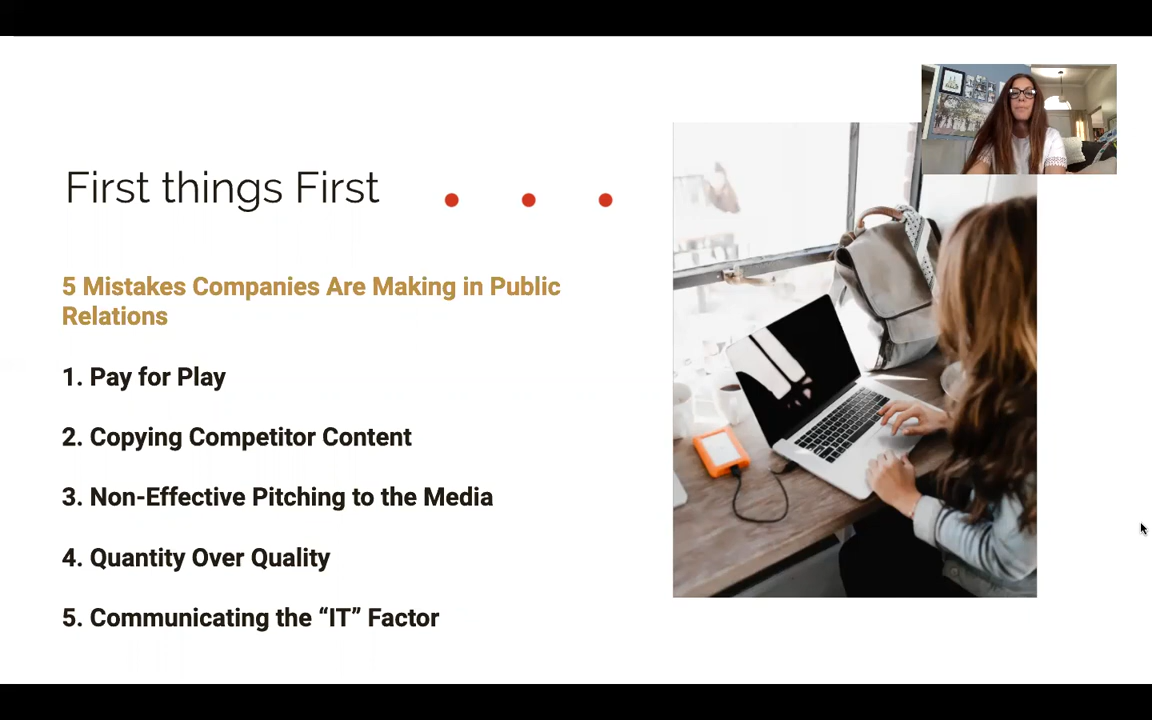 First things First
5 Mistakes Companies Are Making in Public
Relations
1. Pay for Play
2. Copying Competitor Content
3. Non-Effective Pitching to the Media
4. Quantity Over Quality
5. Communicating the “IT” Factor